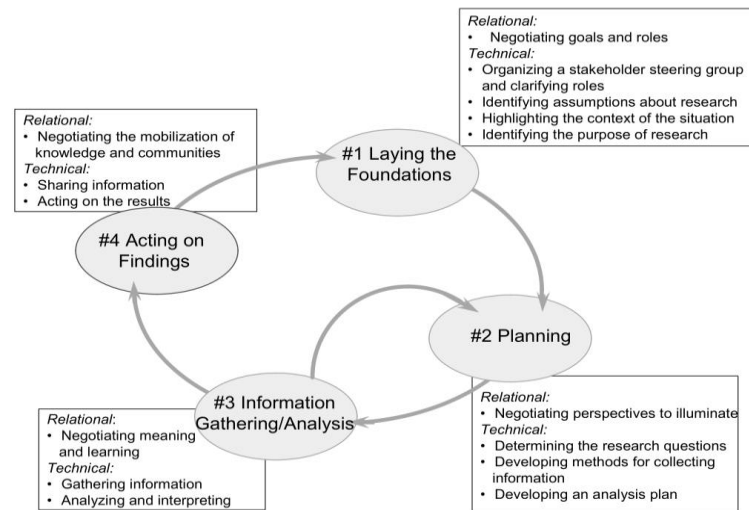 Relational:
• Negotiating goals and roles
Technical:
• Organizing a stakeholder steering group
and clarifying roles
• Identifying assumptions about research
• Highlighting the context of the situation
• Identifying the purpose of research
#1 Laying the
Foundations
#2 Planning
Relational:
• Negotiating perspectives to illuminate
Technical:
• Determining the research questions
• Developing methods for collecting
information
• Developing an analysis plan
#3 Information
Gathering/Analysis
Relational:
• Negotiating meaning
and learning
Technical:
• Gathering information
• Analyzing and interpreting
#4 Acting on
Findings
Relational:
• Negotiating the mobilization of
knowledge and communities
Technical:
• Sharing information
• Acting on the results